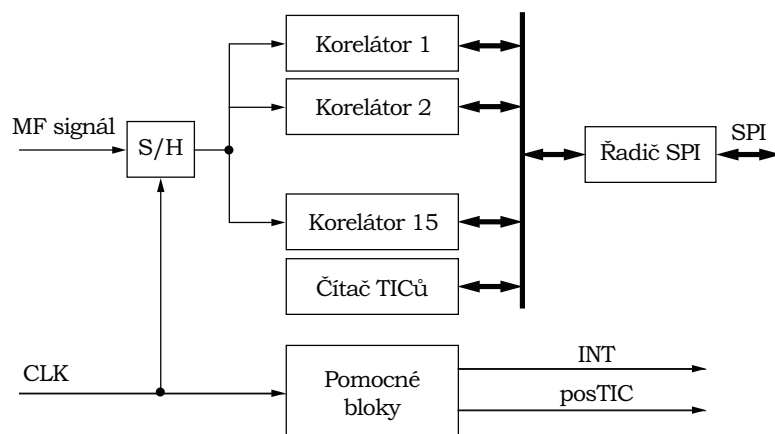 Korelátor 1
Korelátor 2
MF signál
S/H
Řadič SPI
SPI
Korelátor 15
Čítač TICů
CLK
Pomocné
bloky
INT
posTIC